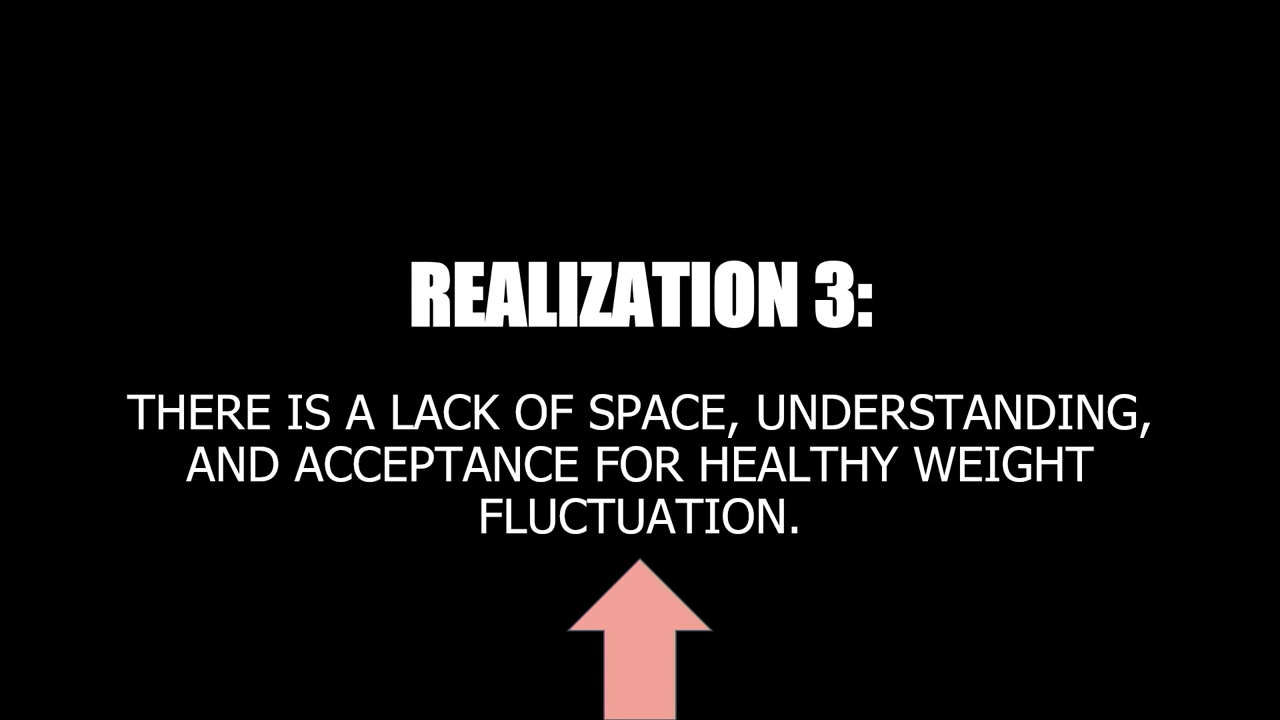 REALIZATION 3:
THERE IS A LACK OF SPACE, UNDERSTANDING,
AND ACCEPTANCE FOR HEALTHY WEIGHT
FLUCTUATION.